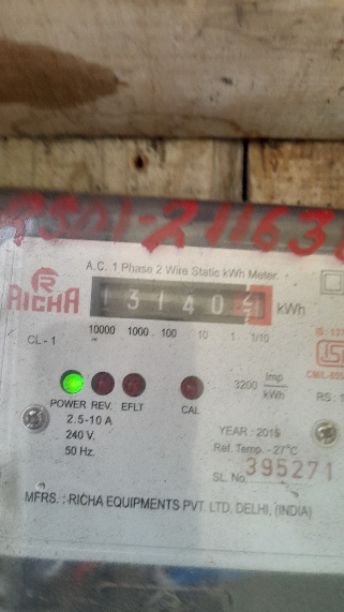 RICHA
A.C. 1 Phase 2 Wire Static kWh Meter.
13140 kWh
10000 1000 100 10 1 1/10
CL-1
POWER REV. EFLT CAL
3200 Imp/kWh
2.5-10 A
240 V.
50 Hz.
YEAR : 2015
Ref. Temp. - 27°C
SL. No. 395271
MFRS. : RICHA EQUIPMENTS PVT. LTD. DELHI, (INDIA)